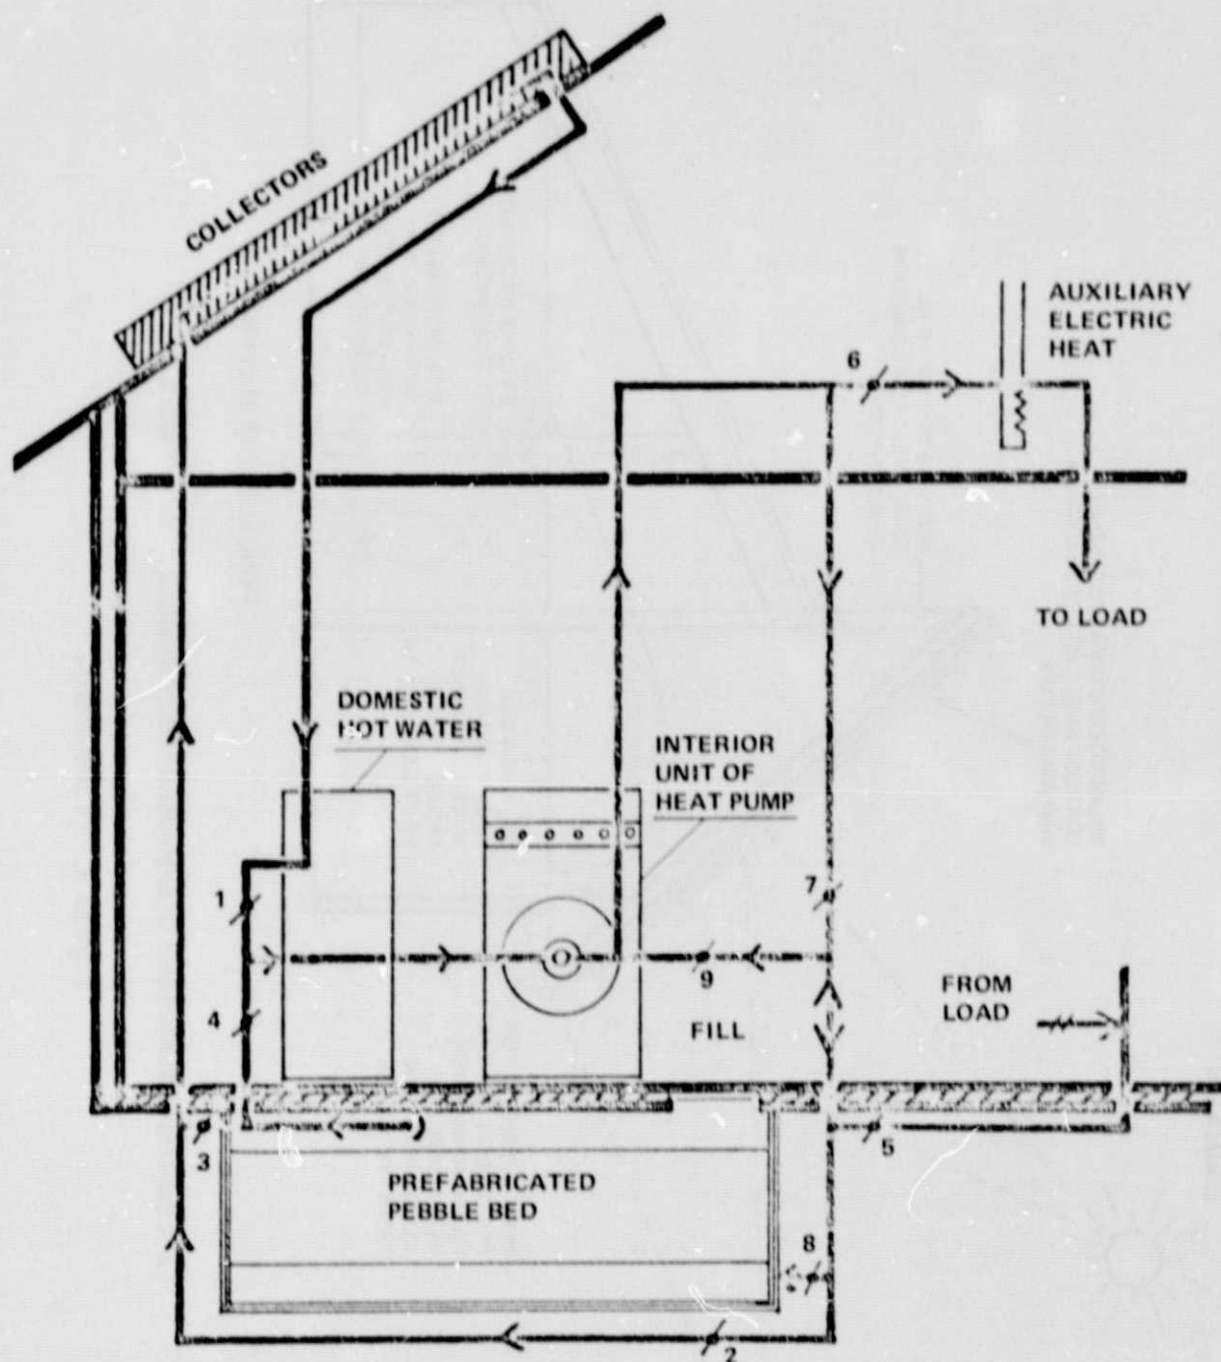 COLLECTORS
AUXILIARY
ELECTRIC
HEAT
6
TO LOAD
DOMESTIC
HOT WATER
INTERIOR
UNIT OF
HEAT PUMP
1
7
9
4
FROM
LOAD
FILL
3
5
PREFABRICATED
PEBBLE BED
8
2